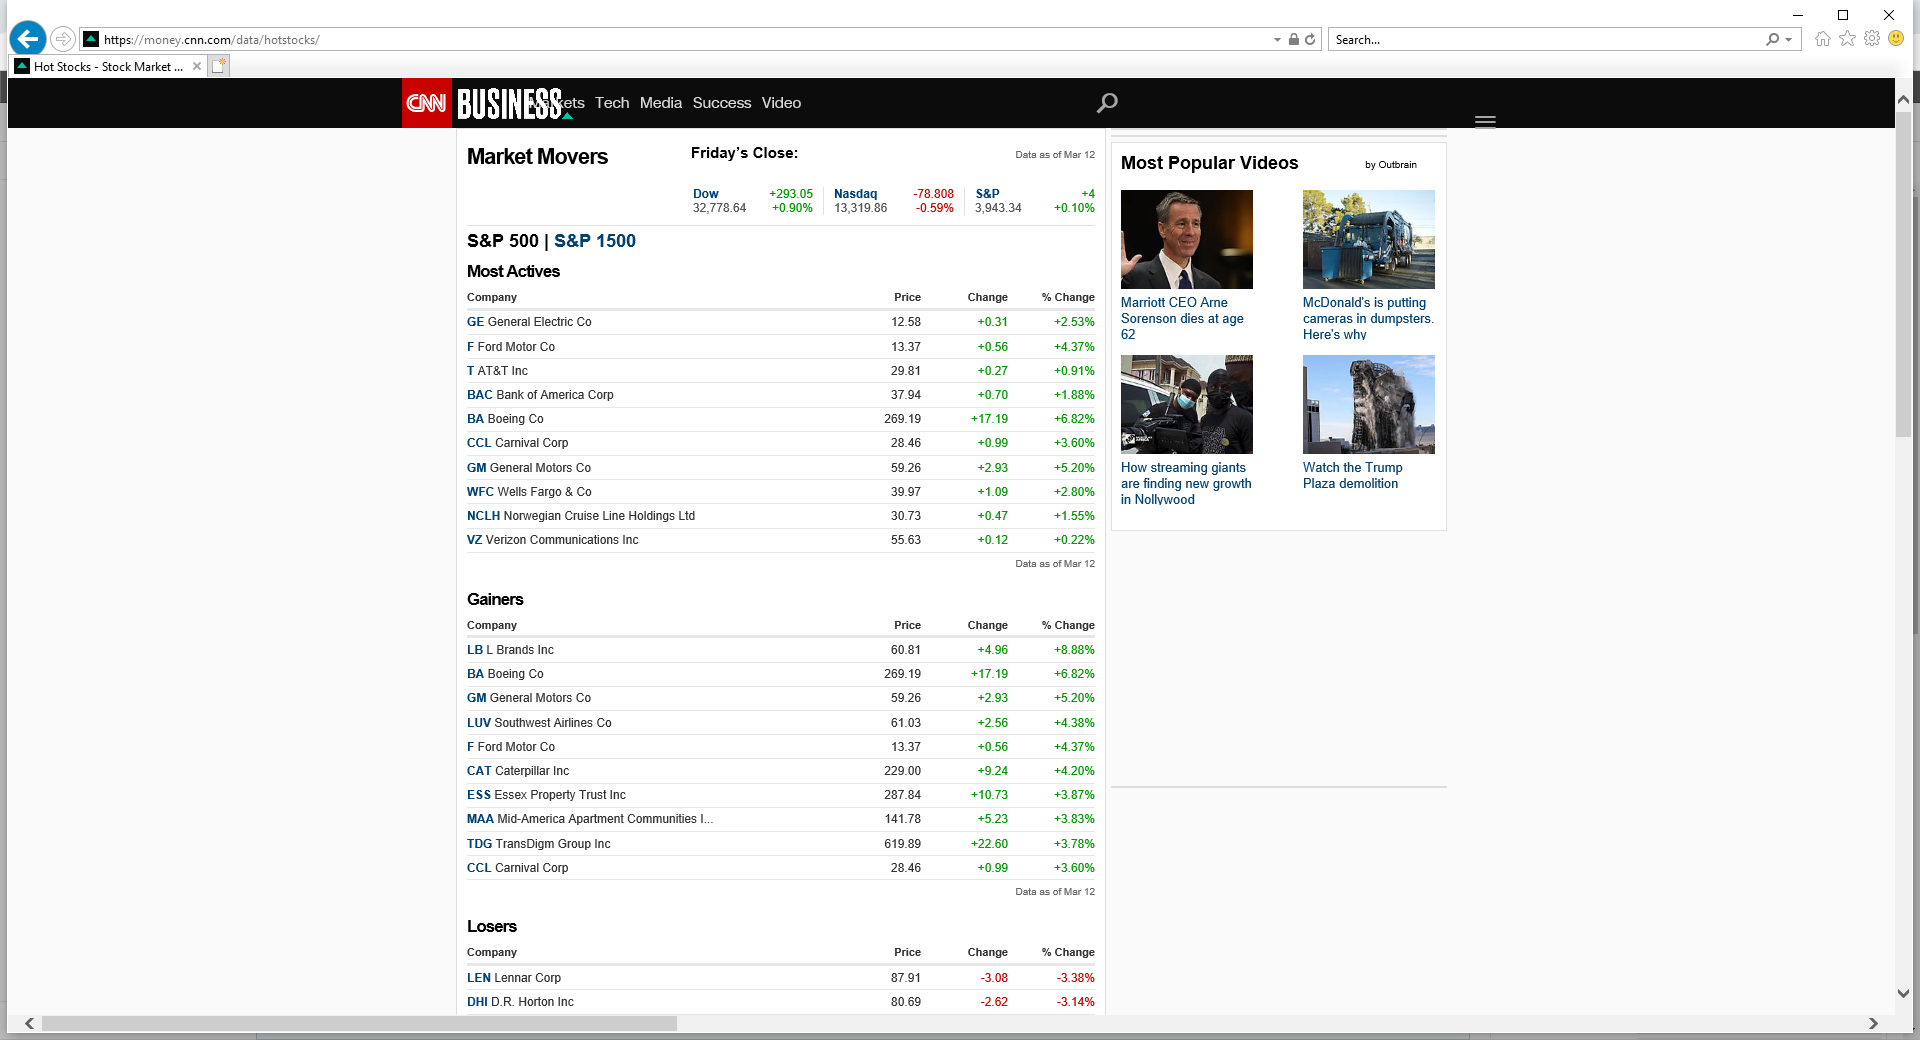 https://money.cnn.com/data/hotstocks/
Search...
Hot Stocks - Stock Market ...
CNN BUSINESS Markets Tech Media Success Video
Market Movers
Friday's Close:
Data as of Mar 12
Dow +293.05 Nasdaq -78.808 S&P +4
32,778.64 +0.90% 13,319.86 -0.59% 3,943.34 +0.10%
S&P 500 | S&P 1500
Most Actives
Company Price Change % Change
GE General Electric Co 12.58 +0.31 +2.53%
F Ford Motor Co 13.37 +0.56 +4.37%
T AT&T Inc 29.81 +0.27 +0.91%
BAC Bank of America Corp 37.94 +0.70 +1.88%
BA Boeing Co 269.19 +17.19 +6.82%
CCL Carnival Corp 28.46 +0.99 +3.60%
GM General Motors Co 59.26 +2.93 +5.20%
WFC Wells Fargo & Co 39.97 +1.09 +2.80%
NCLH Norwegian Cruise Line Holdings Ltd 30.73 +0.47 +1.55%
VZ Verizon Communications Inc 55.63 +0.12 +0.22%
Data as of Mar 12
Gainers
Company Price Change % Change
LB L Brands Inc 60.81 +4.96 +8.88%
BA Boeing Co 269.19 +17.19 +6.82%
GM General Motors Co 59.26 +2.93 +5.20%
LUV Southwest Airlines Co 61.03 +2.56 +4.38%
F Ford Motor Co 13.37 +0.56 +4.37%
CAT Caterpillar Inc 229.00 +9.24 +4.20%
ESS Essex Property Trust Inc 287.84 +10.73 +3.87%
MAA Mid-America Apartment Communities I... 141.78 +5.23 +3.83%
TDG TransDigm Group Inc 619.89 +22.60 +3.78%
CCL Carnival Corp 28.46 +0.99 +3.60%
Data as of Mar 12
Losers
Company Price Change % Change
LEN Lennar Corp 87.91 -3.08 -3.38%
DHI D.R. Horton Inc 80.69 -2.62 -3.14%
Most Popular Videos
by Outbrain
Marriott CEO Arne
Sorenson dies at age
62
McDonald's is putting
cameras in dumpsters.
Here's why
How streaming giants
are finding new growth
in Nollywood
Watch the Trump
Plaza demolition